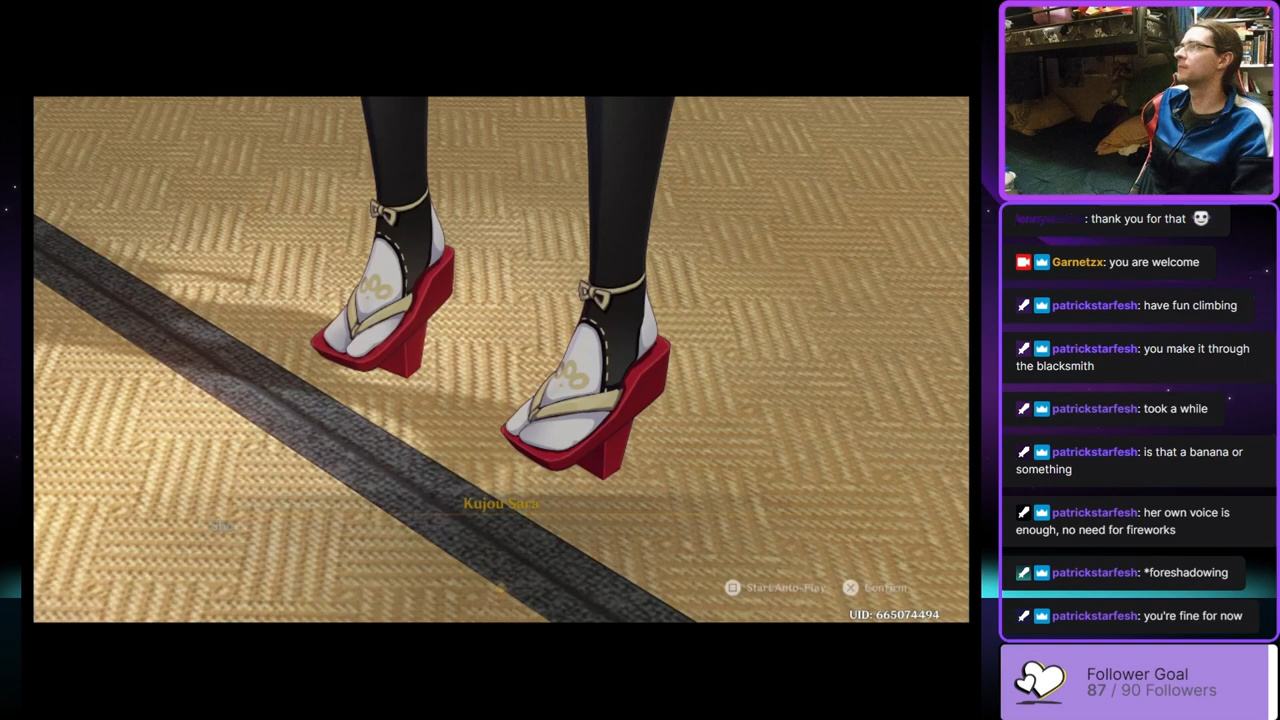 Kujou Sara
Start Auto-Play
Confirm
UID: 665074494
: thank you for that
Garnetzx: you are welcome
patrickstarfesh: have fun climbing
patrickstarfesh: you make it through
the blacksmith
patrickstarfesh: took a while
patrickstarfesh: is that a banana or
something
patrickstarfesh: her own voice is
enough, no need for fireworks
patrickstarfesh: *foreshadowing
patrickstarfesh: you're fine for now
Follower Goal
87 / 90 Followers